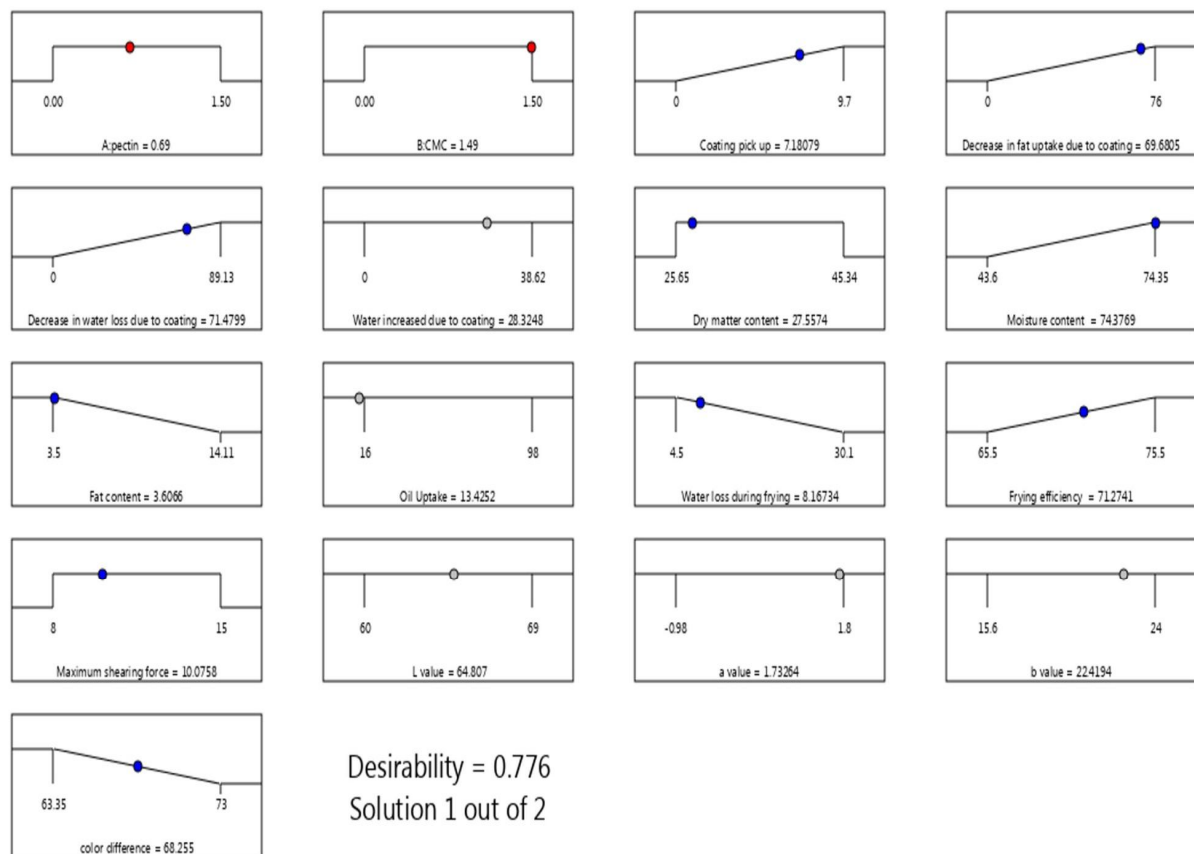 0.00 1.50
A:pectin = 0.69
0.00 1.50
B:CMC = 1.49
0 9.7
Coating pick up = 7.18079
0 76
Decrease in fat uptake due to coating = 69.6805
0 89.13
Decrease in water loss due to coating = 71.4799
0 38.62
Water increased due to coating = 28.3248
25.65 45.34
Dry matter content = 27.5574
43.6 74.35
Moisture content = 74.3769
3.5 14.11
Fat content = 3.6066
16 98
Oil Uptake = 13.4252
4.5 30.1
Water loss during frying = 8.16734
65.5 75.5
Frying efficiency = 71.2741
8 15
Maximum shearing force = 10.0758
60 69
L value = 64.807
-0.98 1.8
a value = 1.73264
15.6 24
b value = 22.4194
63.35 73
color difference = 68.255
Desirability = 0.776
Solution 1 out of 2